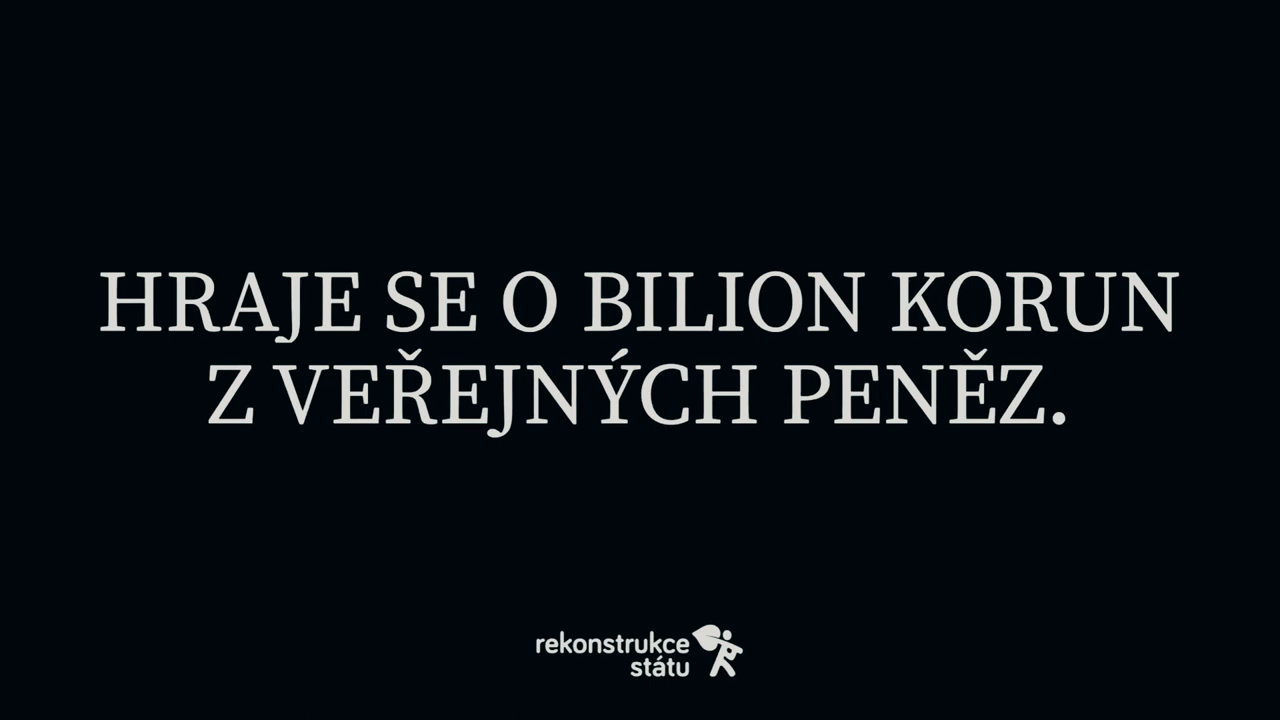 HRAJE SE O BILION KORUN
Z VEŘEJNÝCH PENĚZ.
rekonstrukce
státu